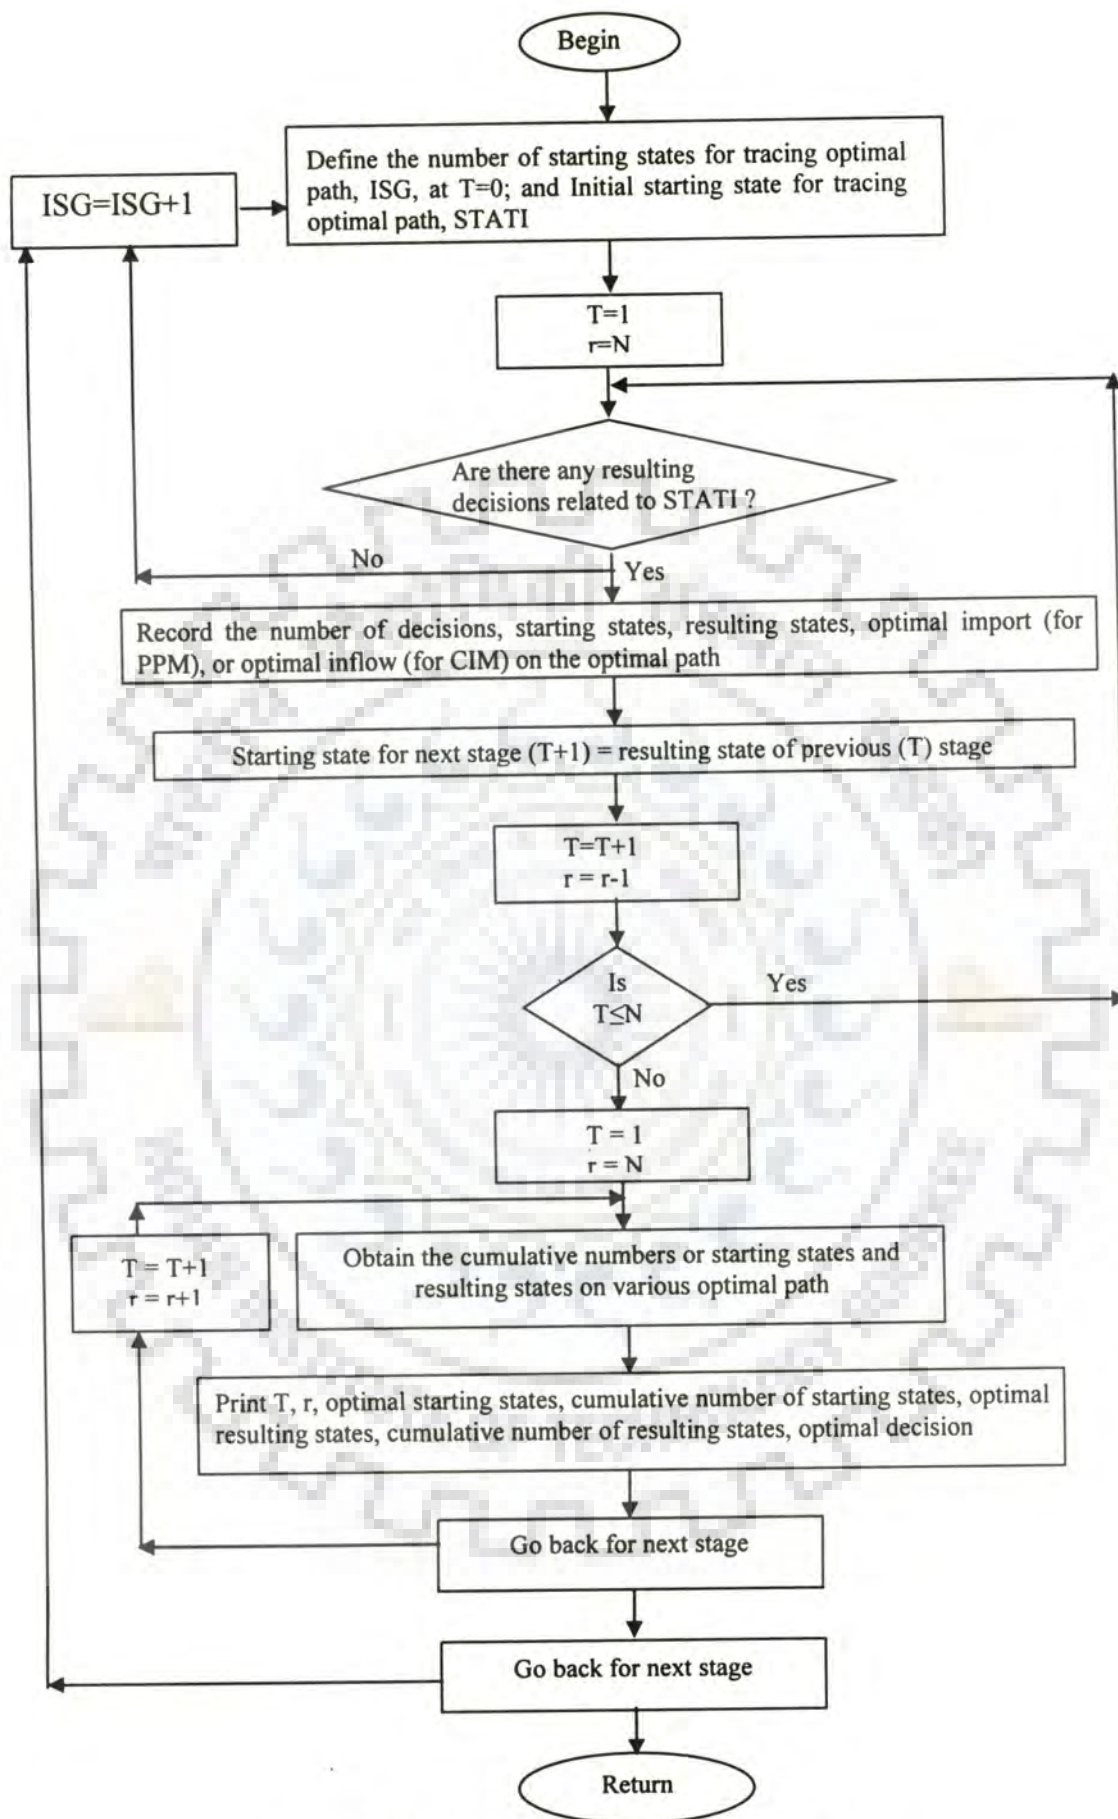 Begin
Define the number of starting states for tracing optimal
path, ISG, at T=0; and Initial starting state for tracing
optimal path, STATI
ISG=ISG+1
T=1
r=N
Are there any resulting
decisions related to STATI ?
No
Yes
Record the number of decisions, starting states, resulting states, optimal import (for
PPM), or optimal inflow (for CIM) on the optimal path
Starting state for next stage (T+1) = resulting state of previous (T) stage
T=T+1
r = r-1
Is
T≤N
Yes
No
T = 1
r = N
T = T+1
r = r+1
Obtain the cumulative numbers or starting states and
resulting states on various optimal path
Print T, r, optimal starting states, cumulative number of starting states, optimal
resulting states, cumulative number of resulting states, optimal decision
Go back for next stage
Go back for next stage
Return